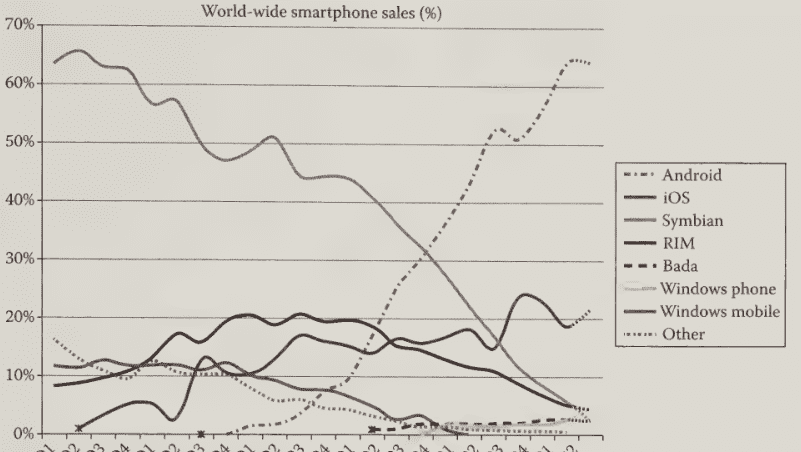 World-wide smartphone sales (%)
70%
60%
50%
40%
30%
20%
10%
0%
Android
iOS
Symbian
RIM
Bada
Windows phone
Windows mobile
Other